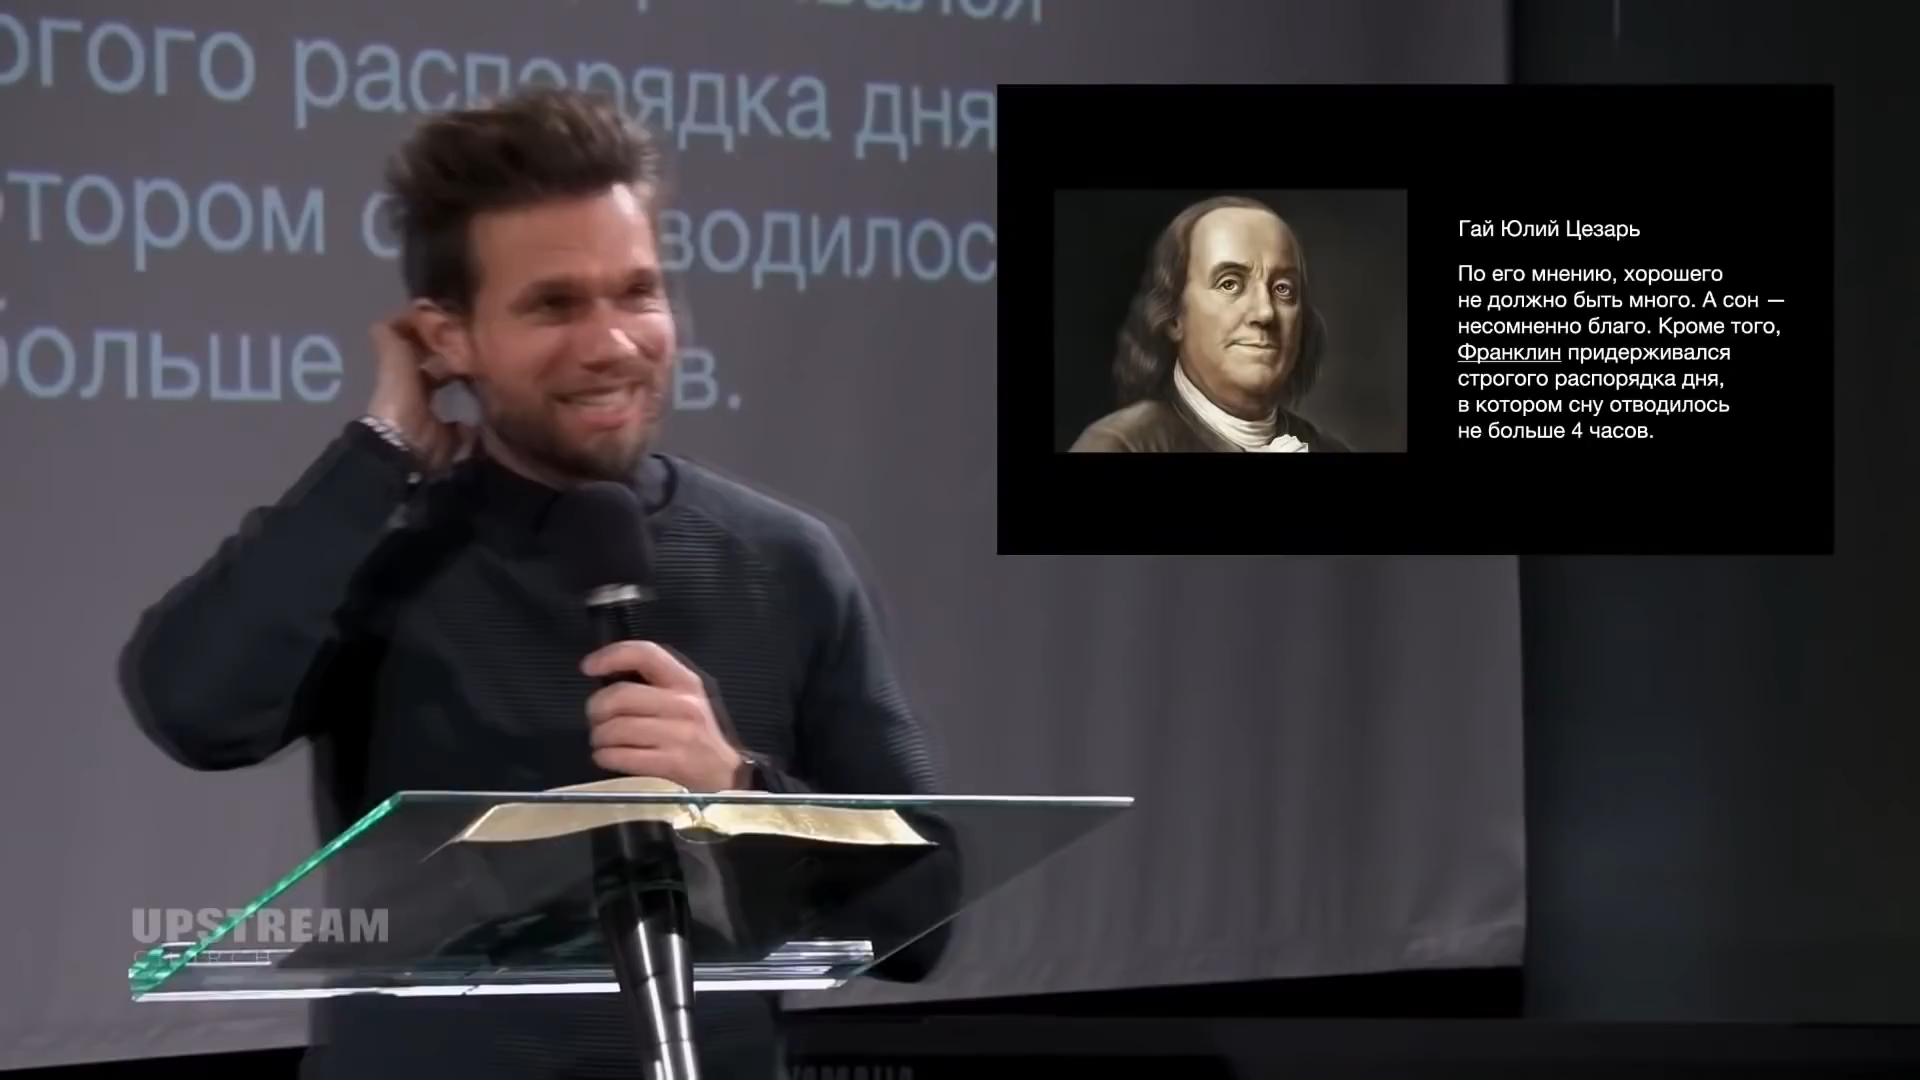 огого распорядка дня
тором
водилос
больше
в.
Гай Юлий Цезарь
По его мнению, хорошего
не должно быть много. А сон —
несомненно благо. Кроме того,
Франклин придерживался
строгого распорядка дня,
в котором сну отводилось
не больше 4 часов.
UPSTREAM
CHURCH